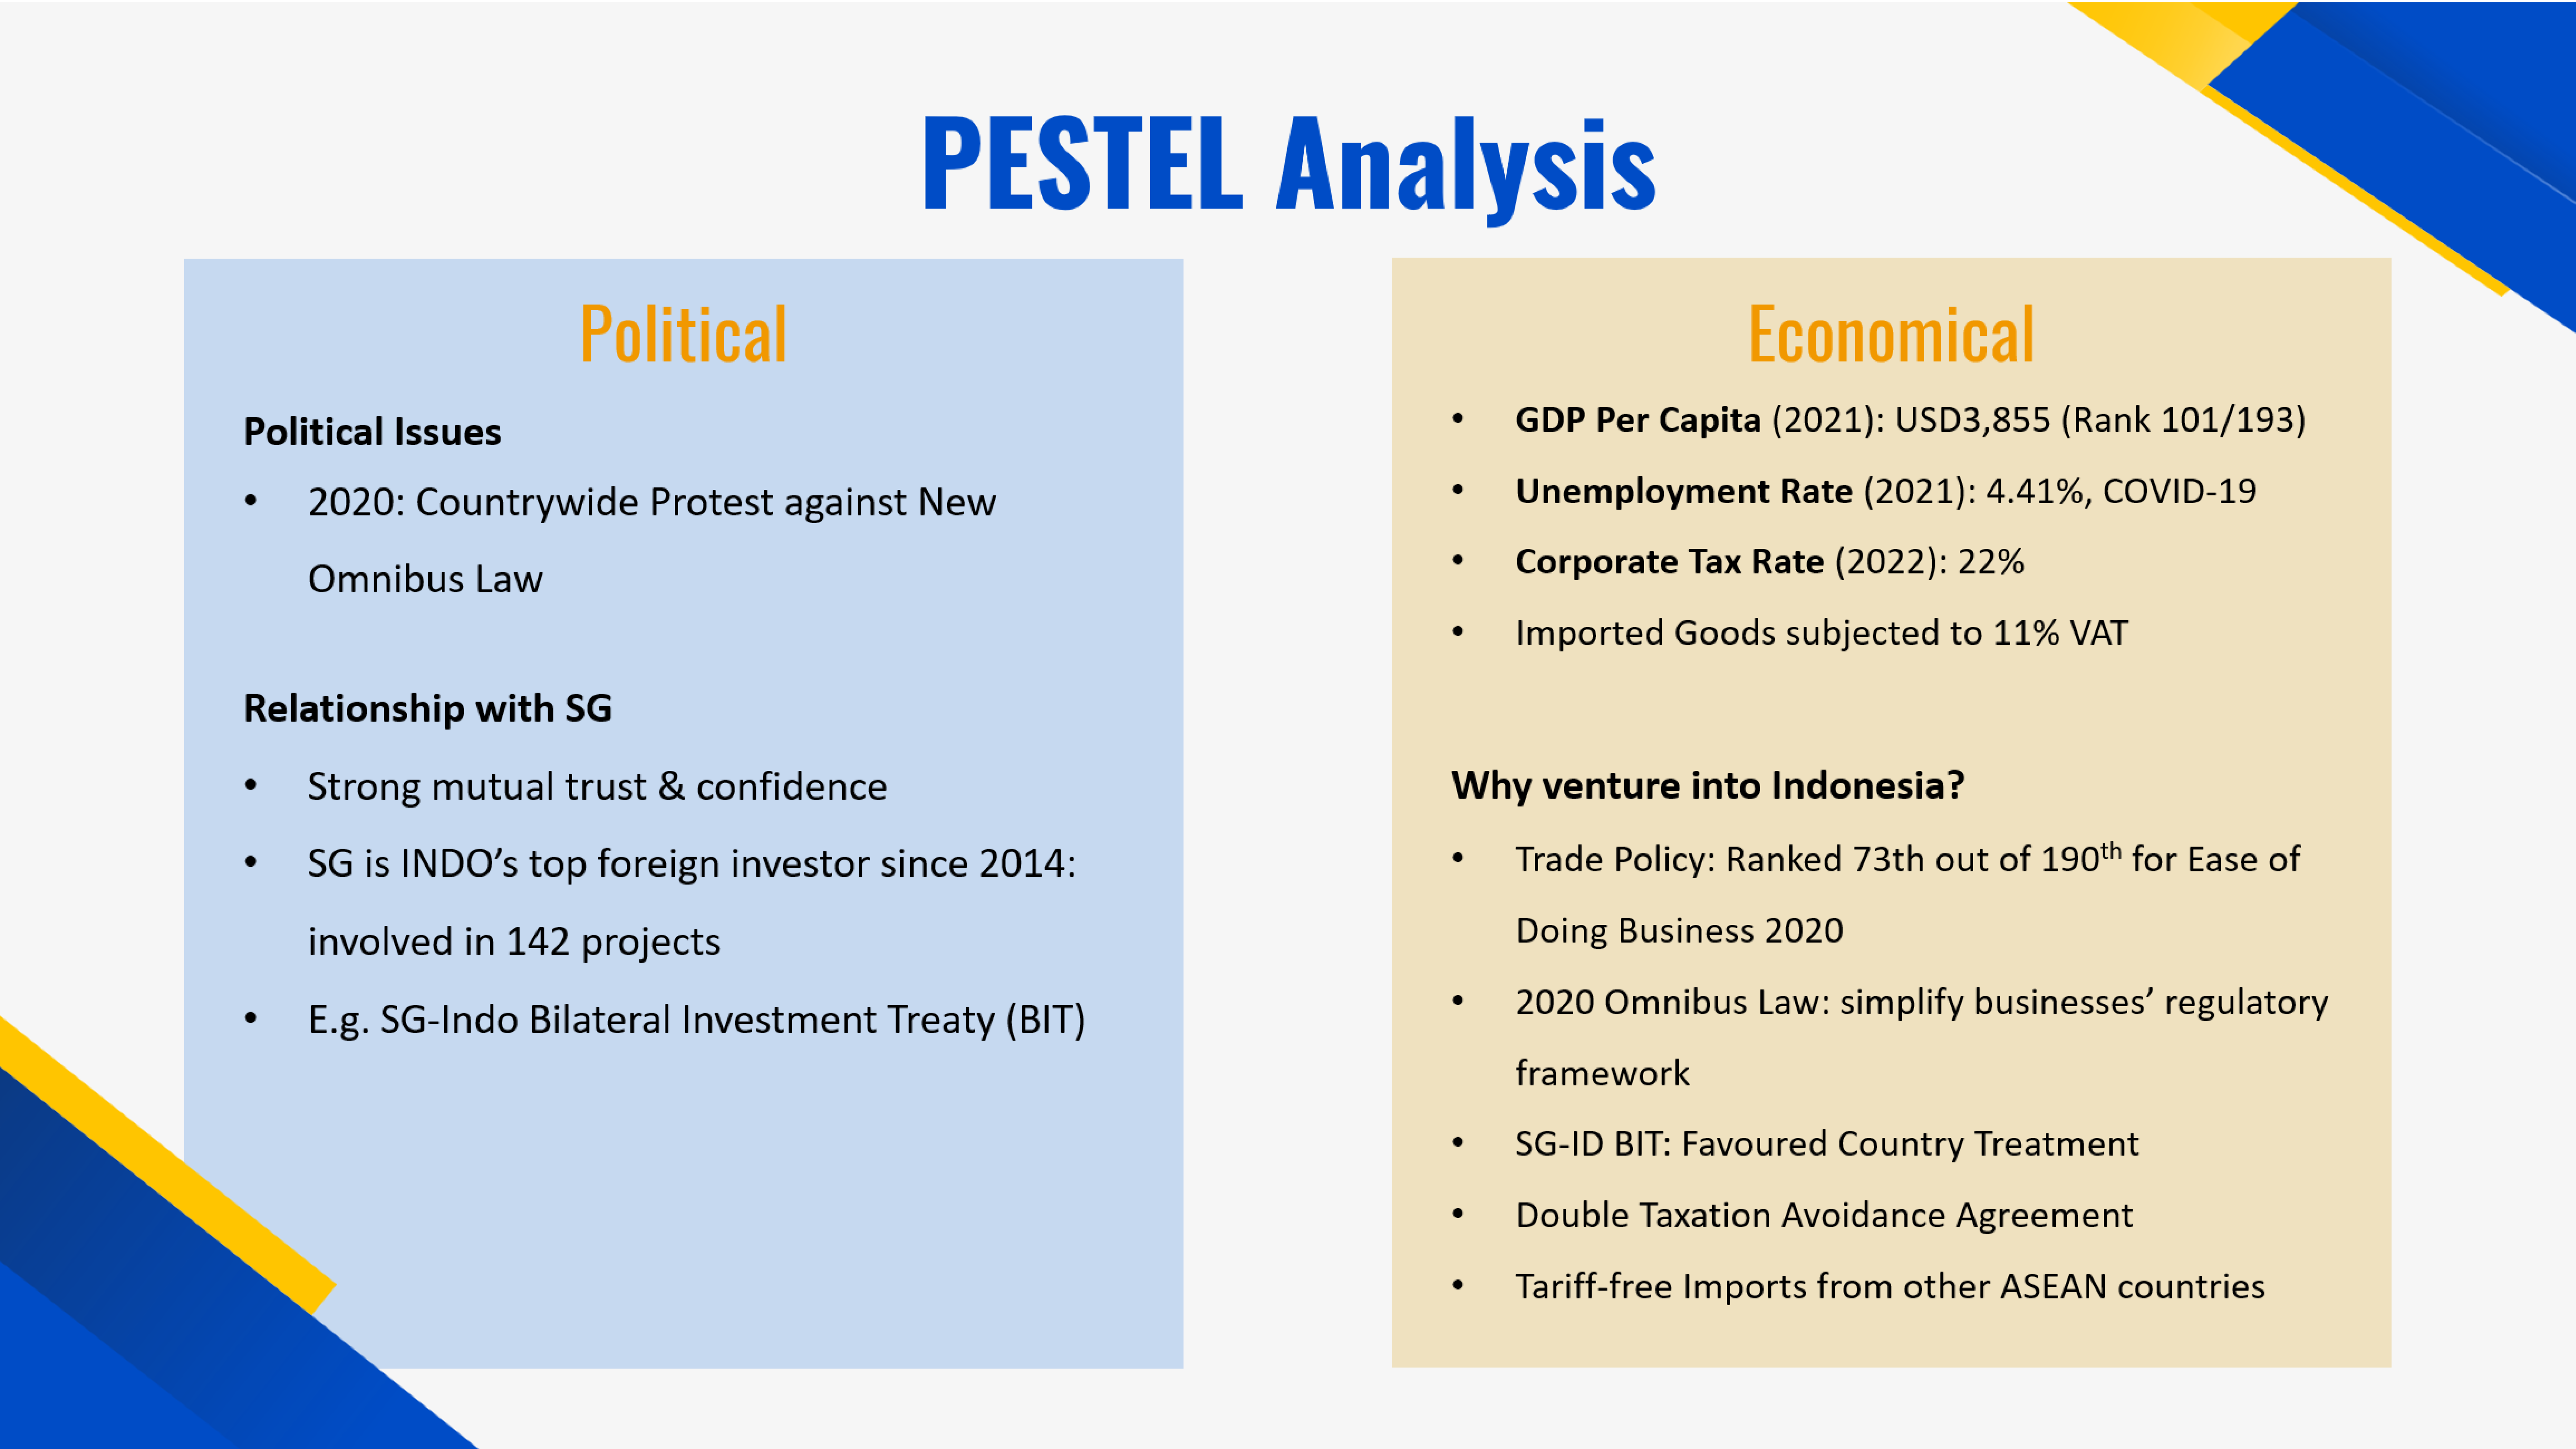 PESTEL Analysis
Political
Political Issues
• 2020: Countrywide Protest against New
Omnibus Law
Relationship with SG
• Strong mutual trust & confidence
• SG is INDO’s top foreign investor since 2014:
involved in 142 projects
• E.g. SG-Indo Bilateral Investment Treaty (BIT)
Economical
• GDP Per Capita (2021): USD3,855 (Rank 101/193)
• Unemployment Rate (2021): 4.41%, COVID-19
• Corporate Tax Rate (2022): 22%
• Imported Goods subjected to 11% VAT
Why venture into Indonesia?
• Trade Policy: Ranked 73th out of 190th for Ease of
Doing Business 2020
• 2020 Omnibus Law: simplify businesses’ regulatory
framework
• SG-ID BIT: Favoured Country Treatment
• Double Taxation Avoidance Agreement
• Tariff-free Imports from other ASEAN countries